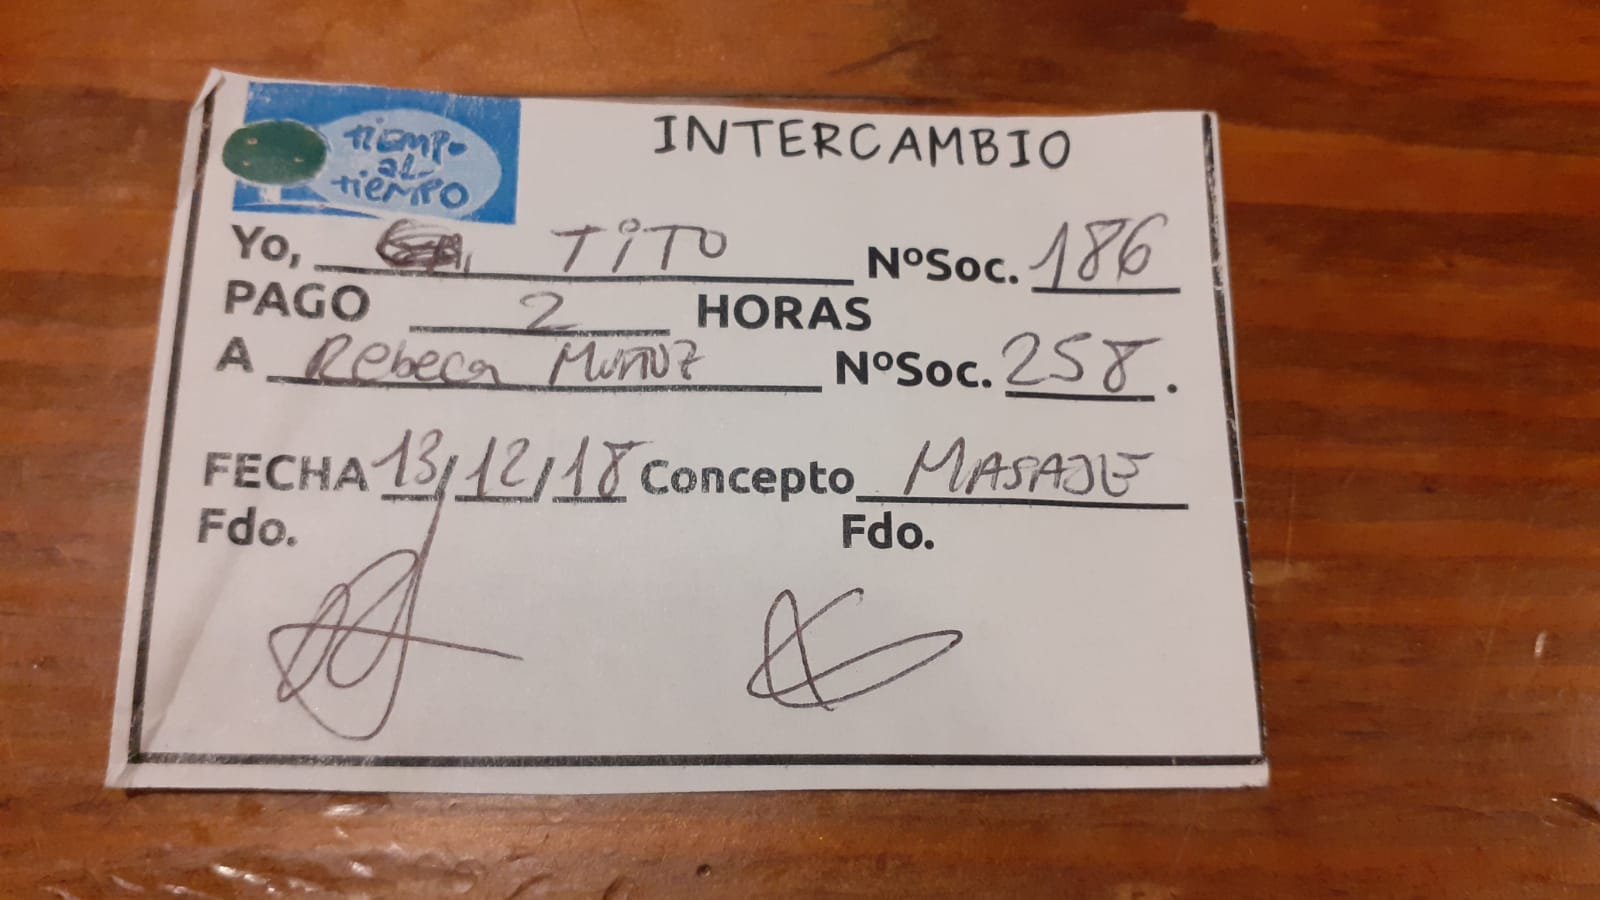 tiempo
al
tiempo
INTERCAMBIO
Yo, TiTO NºSoc. 186
PAGO 2 HORAS
A Rebeca Muñoz NºSoc. 258.
FECHA 13/12/18 Concepto MASAJE
Fdo. Fdo.